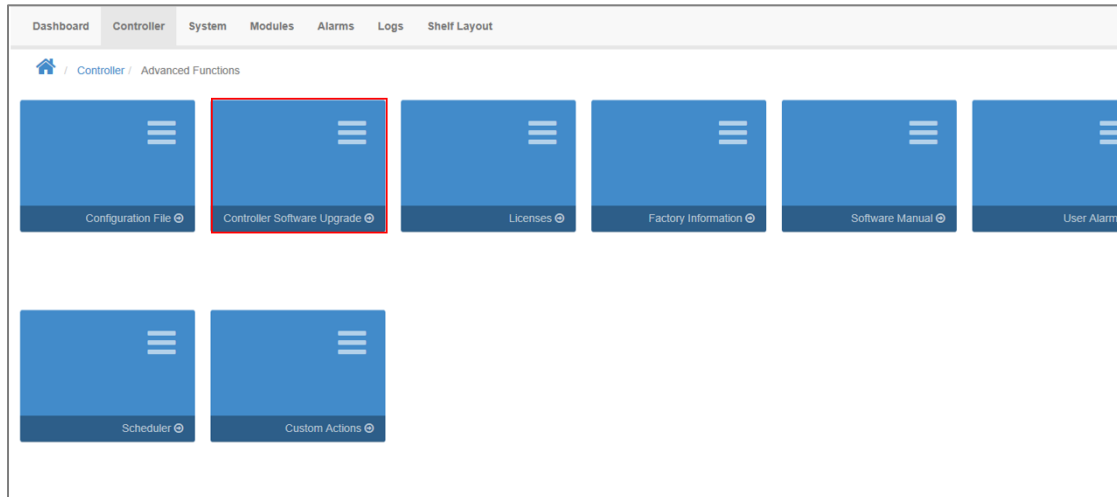 Dashboard Controller System Modules Alarms Logs Shelf Layout
/ Controller / Advanced Functions
Configuration File
Controller Software Upgrade
Licenses
Factory Information
Software Manual
User Alarm
Scheduler
Custom Actions